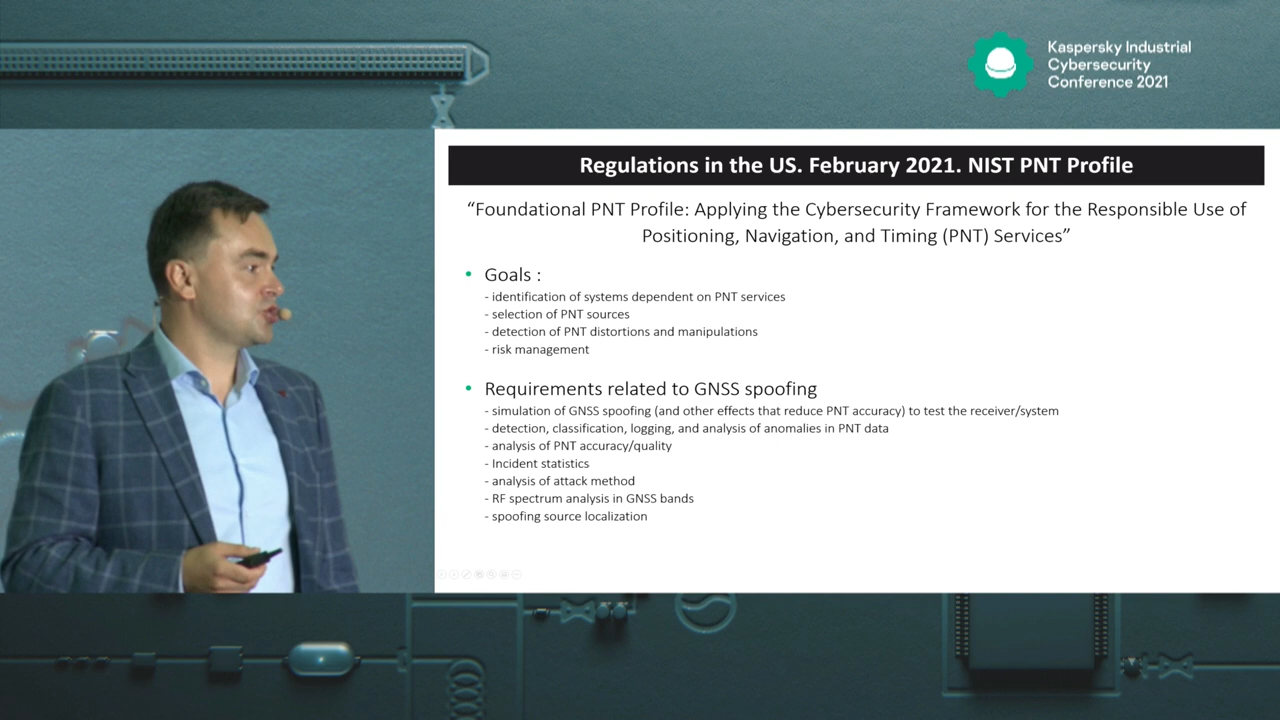 Kaspersky Industrial
Cybersecurity
Conference 2021
Regulations in the US. February 2021. NIST PNT Profile
“Foundational PNT Profile: Applying the Cybersecurity Framework for the Responsible Use of
Positioning, Navigation, and Timing (PNT) Services”
• Goals :
- identification of systems dependent on PNT services
- selection of PNT sources
- detection of PNT distortions and manipulations
- risk management
• Requirements related to GNSS spoofing
- simulation of GNSS spoofing (and other effects that reduce PNT accuracy) to test the receiver/system
- detection, classification, logging, and analysis of anomalies in PNT data
- analysis of PNT accuracy/quality
- Incident statistics
- analysis of attack method
- RF spectrum analysis in GNSS bands
- spoofing source localization